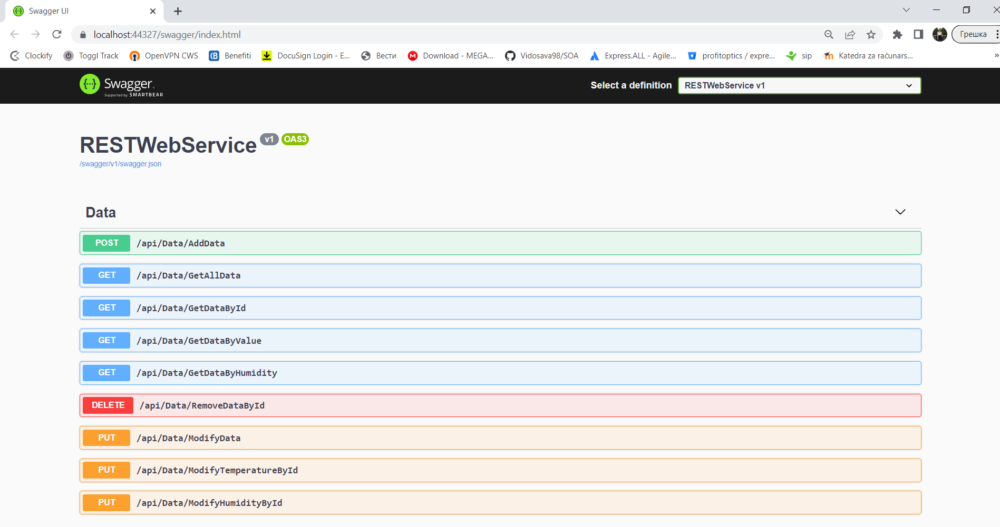 Swagger UI
localhost:44327/swagger/index.html
Грешка
Clockify Toggl Track OpenVPN CWS Benefiti DocuSign Login - E... Вести Download - MEGA... Vidosava98/SOA Express.ALL - Agile... profitoptics / expre... sip Katedra za računars... »
Swagger
Supported by SMARTBEAR
Select a definition RESTWebService v1
RESTWebService v1 OAS3
/swagger/v1/swagger.json
Data
POST /api/Data/AddData
GET /api/Data/GetAllData
GET /api/Data/GetDataById
GET /api/Data/GetDataByValue
GET /api/Data/GetDataByHumidity
DELETE /api/Data/RemoveDataById
PUT /api/Data/ModifyData
PUT /api/Data/ModifyTemperatureById
PUT /api/Data/ModifyHumidityById